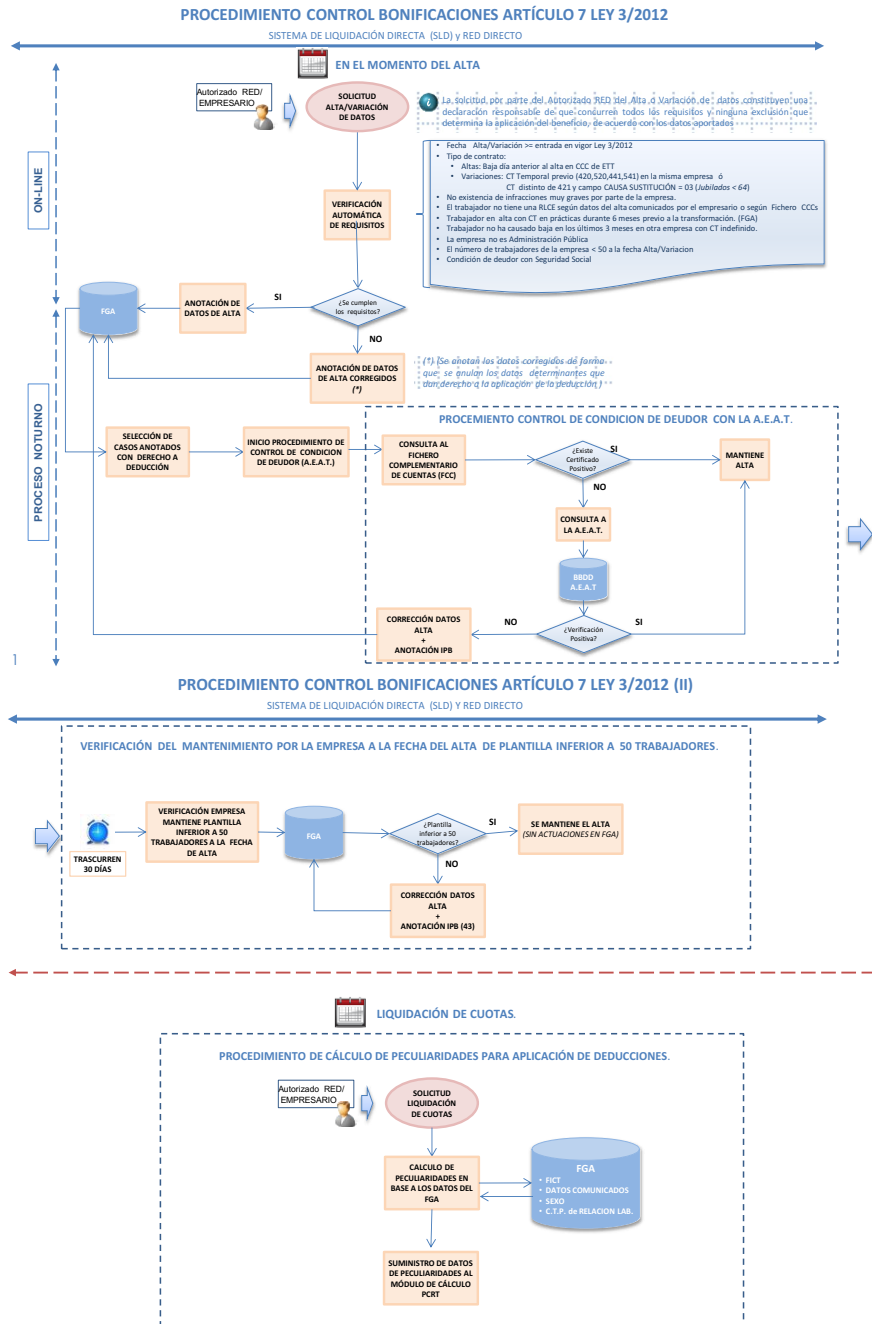 PROCEDIMIENTO CONTROL BONIFICACIONES ARTÍCULO 7 LEY 3/2012
SISTEMA DE LIQUIDACIÓN DIRECTA (SLD) y RED DIRECTO
EN EL MOMENTO DEL ALTA
Autorizado RED/
EMPRESARIO
SOLICITUD
ALTA/VARIACIÓN
DE DATOS
La solicitud por parte del Autorizado RED del Alta o Variación de datos constituyen una
declaración responsable de que concurren todos los requisitos y ninguna exclusión que
determina la aplicación del beneficio, de acuerdo con los datos aportados
ON-LINE
VERIFICACIÓN
AUTOMÁTICA
DE REQUISITOS
• Fecha Alta/Variación >= entrada en vigor Ley 3/2012
• Tipo de contrato:
• Altas: Baja día anterior al alta en CCC de ETT
• Variaciones: CT Temporal previo (420,520,441,541) en la misma empresa ó
CT distinto de 421 y campo CAUSA SUSTITUCIÓN = 03 (Jubilados < 64)
• No existencia de infracciones muy graves por parte de la empresa.
• El trabajador no tiene una RLCE según datos del alta comunicados por el empresario o según Fichero CCCs
• Trabajador en alta con CT en prácticas durante 6 meses previo a la transformación. (FGA)
• Trabajador no ha causado baja en los últimos 3 meses en otra empresa con CT indefinido.
• La empresa no es Administración Pública
• El número de trabajadores de la empresa < 50 a la fecha Alta/Variacion
• Condición de deudor con Seguridad Social
FGA
ANOTACIÓN DE
DATOS DE ALTA
SI
¿Se cumplen
los requisitos?
NO
ANOTACIÓN DE DATOS
DE ALTA CORREGIDOS
(*)
(*) (Se anotan los datos corregidos de forma
que se anulan los datos determinantes que
dan derecho a la aplicación de la deducción )
PROCESO NOTURNO
PROCEMIENTO CONTROL DE CONDICION DE DEUDOR CON LA A.E.A.T.
SELECCIÓN DE
CASOS ANOTADOS
CON DERECHO A
DEDUCCIÓN
INICIO PROCEDIMIENTO DE
CONTROL DE CONDICION
DE DEUDOR (A.E.A.T.)
CONSULTA AL
FICHERO
COMPLEMENTARIO
DE CUENTAS (FCC)
¿Existe
Certificado
Positivo?
SI
MANTIENE
ALTA
NO
CONSULTA A
LA A.E.A.T.
BBDD
A.E.A.T
CORRECCIÓN DATOS
ALTA
+
ANOTACIÓN IPB
NO
¿Verificación
Positiva?
SI
1
PROCEDIMIENTO CONTROL BONIFICACIONES ARTÍCULO 7 LEY 3/2012 (II)
SISTEMA DE LIQUIDACIÓN DIRECTA (SLD) Y RED DIRECTO
VERIFICACIÓN DEL MANTENIMIENTO POR LA EMPRESA A LA FECHA DEL ALTA DE PLANTILLA INFERIOR A 50 TRABAJADORES.
TRASCURREN
30 DÍAS
VERIFICACIÓN EMPRESA
MANTIENE PLANTILLA
INFERIOR A 50
TRABAJADORES A LA FECHA
DE ALTA
FGA
¿Plantilla
inferior a 50
trabajadores?
SI
SE MANTIENE EL ALTA
(SIN ACTUACIONES EN FGA)
NO
CORRECCIÓN DATOS
ALTA
+
ANOTACIÓN IPB (43)
LIQUIDACIÓN DE CUOTAS.
PROCEDIMIENTO DE CÁLCULO DE PECULIARIDADES PARA APLICACIÓN DE DEDUCCIONES.
Autorizado RED/
EMPRESARIO
SOLICITUD
LIQUIDACIÓN
DE CUOTAS
CALCULO DE
PECULIARIDADES EN
BASE A LOS DATOS DEL
FGA
FGA
• FICT
• DATOS COMUNICADOS
• SEXO
• C.T.P. de RELACION LAB.
SUMINISTRO DE DATOS
DE PECULIARIDADES AL
MÓDULO DE CÁLCULO
PCRT